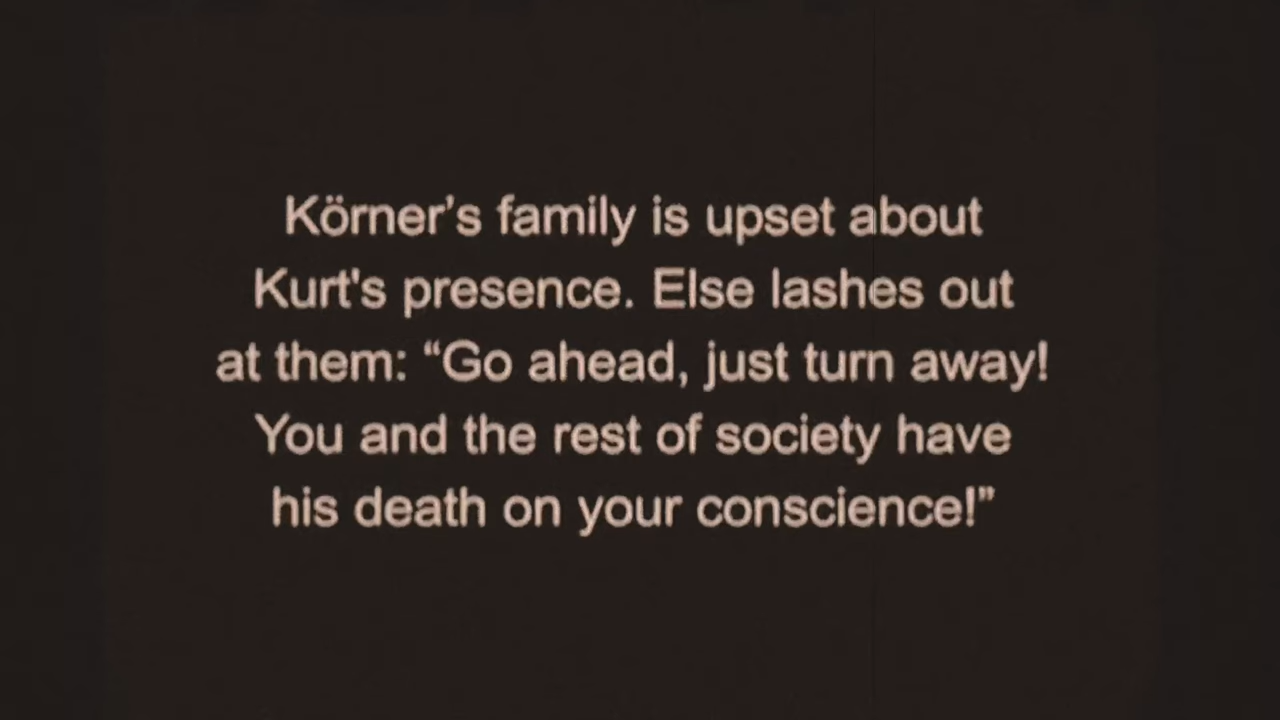 Körner’s family is upset about
Kurt's presence. Else lashes out
at them: “Go ahead, just turn away!
You and the rest of society have
his death on your conscience!”